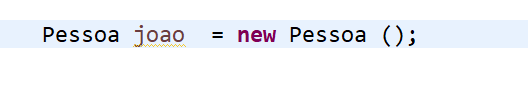 Pessoa joao  = new Pessoa ();